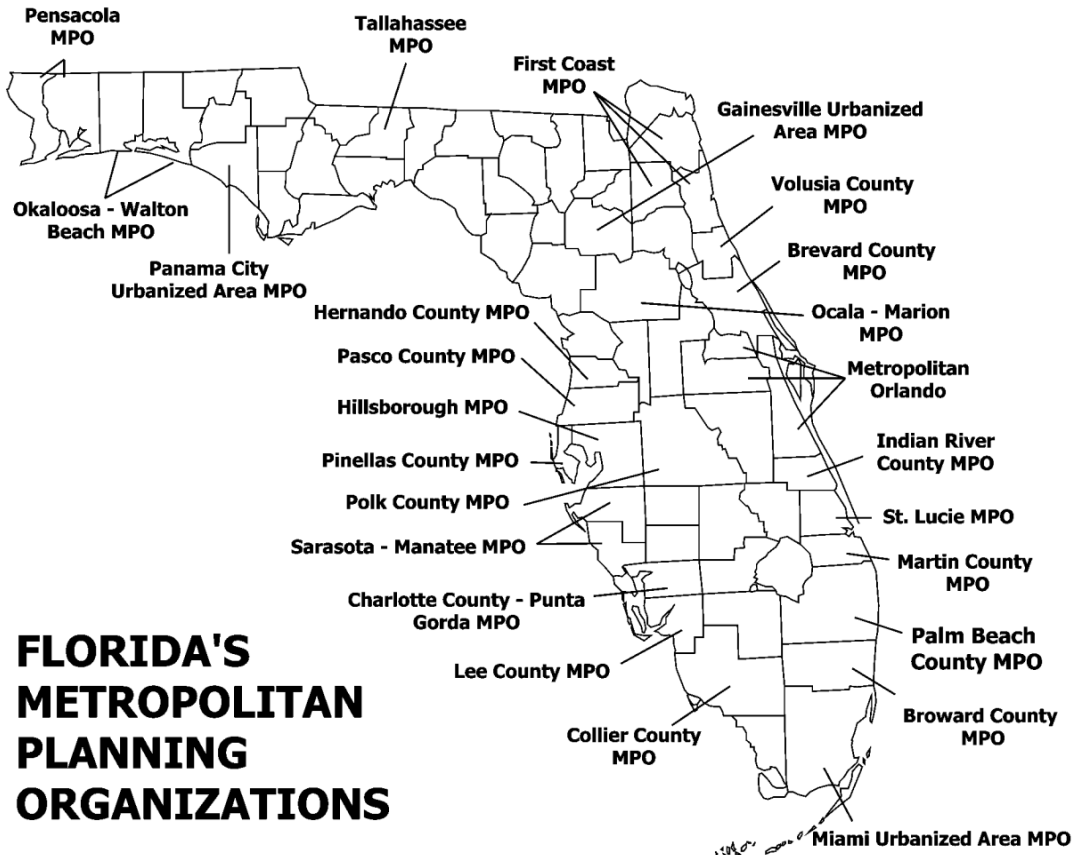 Pensacola
MPO
Tallahassee
MPO
First Coast
MPO
Gainesville Urbanized
Area MPO
Volusia County
MPO
Okaloosa - Walton
Beach MPO
Brevard County
MPO
Panama City
Urbanized Area MPO
Hernando County MPO
Ocala - Marion
MPO
Pasco County MPO
Metropolitan
Orlando
Hillsborough MPO
Indian River
County MPO
Pinellas County MPO
Polk County MPO
St. Lucie MPO
Sarasota - Manatee MPO
Martin County
MPO
Charlotte County - Punta
Gorda MPO
Palm Beach
County MPO
Lee County MPO
Broward County
MPO
Collier County
MPO
Miami Urbanized Area MPO
FLORIDA'S
METROPOLITAN
PLANNING
ORGANIZATIONS